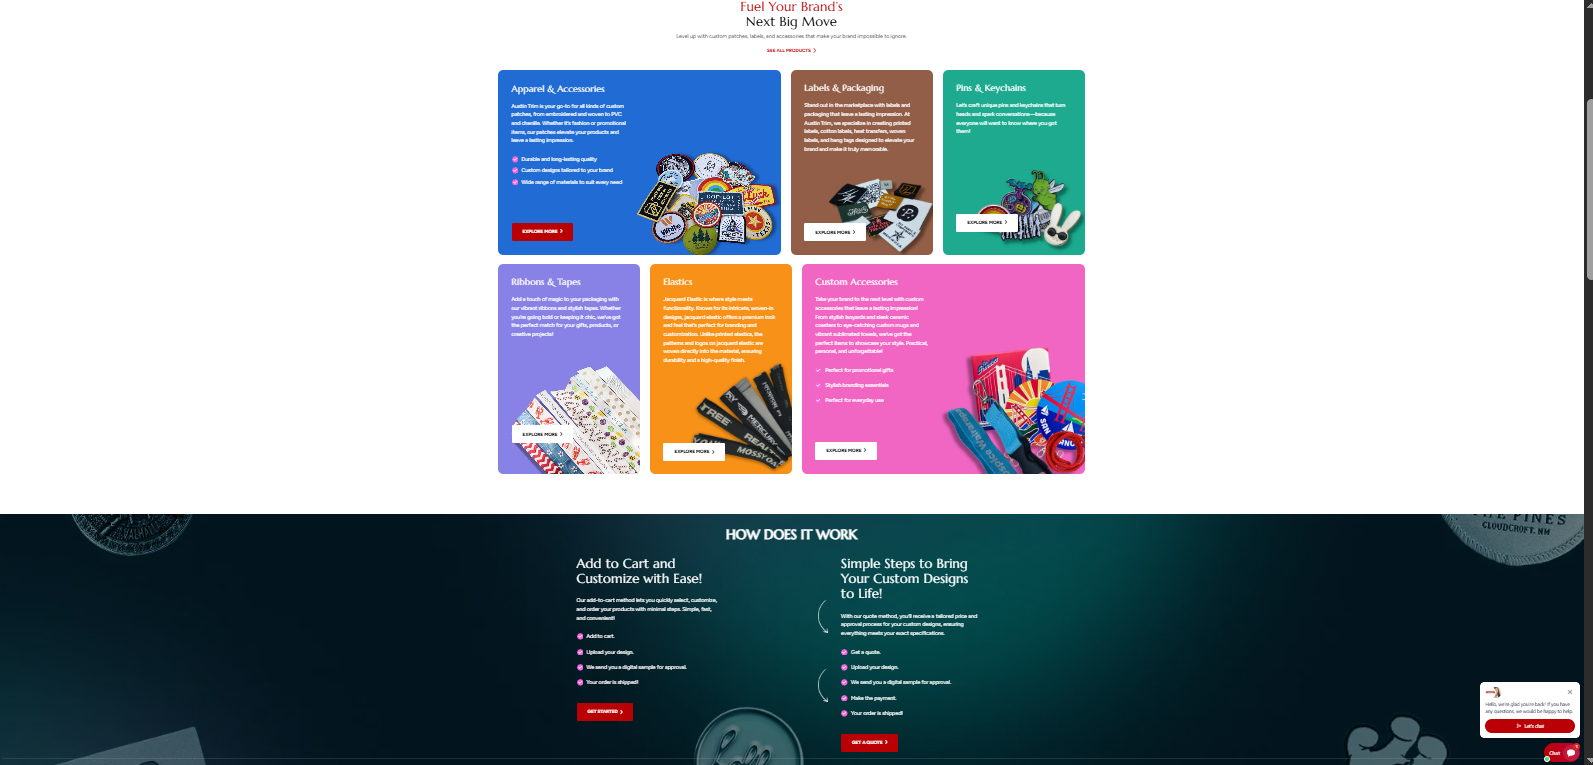 Fuel Your Brand's
Next Big Move
Level up with custom patches, labels, and accessories that make your brand impossible to ignore.
SEE ALL PRODUCTS
Apparel & Accessories
Austin Trim is your go-to for all kinds of custom
patches, from embroidered and woven to PVC
and chenille. Whether it's fashion or promotional
items, our patches elevate your products and
leave a lasting impression.
Durable and long-lasting quality
Custom designs tailored to your brand
Wide range of materials to suit every need
EXPLORE MORE
White
TEXAS
Labels & Packaging
Stand out in the marketplace with labels and
packaging that leave a lasting impression. At
Austin Trim, we specialize in creating printed
labels, cotton labels, heat transfers, woven
labels, and hang tags designed to elevate your
brand and make it truly memorable.
EXPLORE MORE
Pins & Keychains
Let's craft unique pins and keychains that turn
heads and spark conversations—because
everyone will want to know where you got
them!
EXPLORE MORE
Ribbons & Tapes
Add a touch of magic to your packaging with
our vibrant ribbons and stylish tapes. Whether
you're going bold or keeping it chic, we've got
the perfect match for your gifts, products, or
creative projects!
EXPLORE MORE
Elastics
Jacquard Elastic is where style meets
functionality. Known for its intricate, woven-in
designs, jacquard elastic offers a premium look
and feel that's perfect for branding and
customization. Unlike printed elastics, the
patterns and logos on jacquard elastic are
woven directly into the material, ensuring
durability and a high-quality finish.
TREE
MERCURY
REAL
MOSSY OA
EXPLORE MORE
Custom Accessories
Take your brand to the next level with custom
accessories that leave a lasting impression!
From stylish lanyards and sleek ceramic
coasters to eye-catching custom mugs and
vibrant sublimated towels, we've got the
perfect items to showcase your style. Practical,
personal, and unforgettable!
Perfect for promotional gifts
Stylish branding essentials
Perfect for everyday use
EXPLORE MORE
SAN
VALHALL
THE PINES
CLOUDCROFT, NM
HOW DOES IT WORK
Add to Cart and
Customize with Ease!
Our add-to-cart method lets you quickly select, customize,
and order your products with minimal steps. Simple, fast,
and convenient!
Add to cart.
Upload your design.
We send you a digital sample for approval.
Your order is shipped!
GET STARTED
Simple Steps to Bring
Your Custom Designs
to Life!
With our quote method, you'll receive a tailored price and
approval process for your custom designs, ensuring
everything meets your exact specifications.
Get a quote.
Upload your design.
We send you a digital sample for approval.
Make the payment.
Your order is shipped!
GET A QUOTE
Hello, we're glad you're back! If you have
any questions, we would be happy to help.
Let's chat
Chat